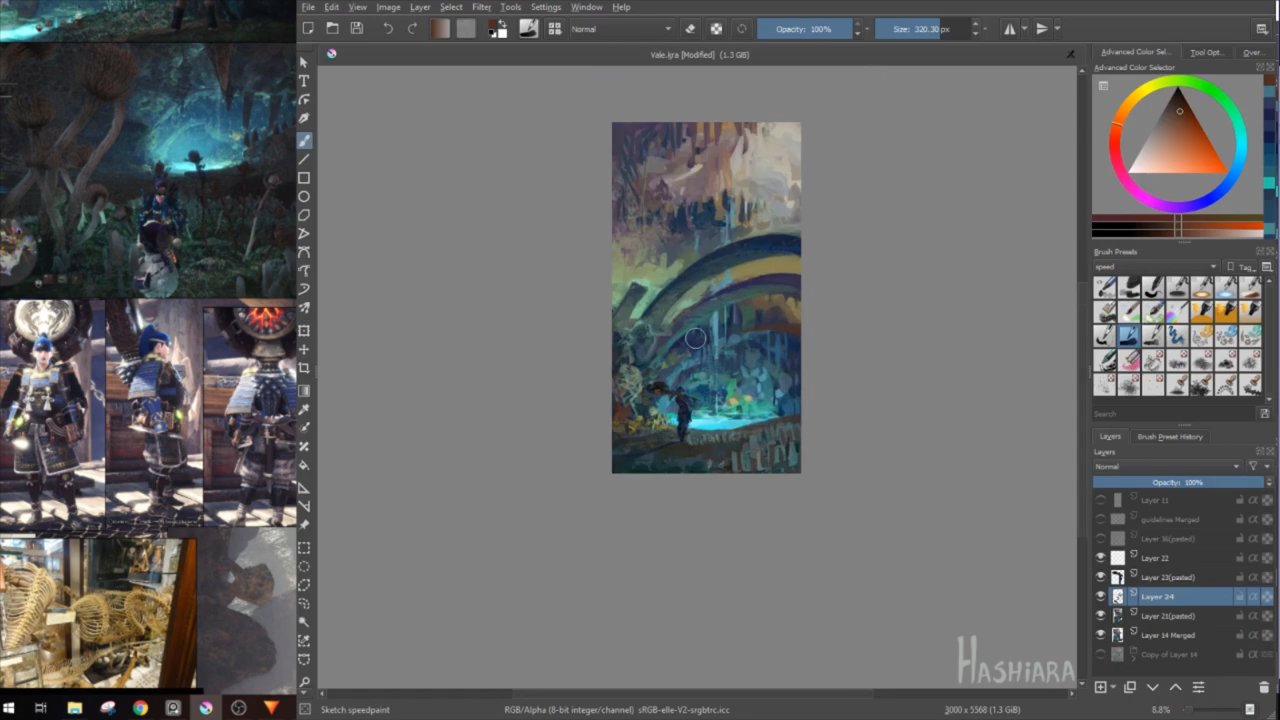 File Edit View Image Layer Select Filter Tools Settings Window Help
Normal
Opacity: 100%
Size: 320.30 px
Vale.kra [Modified] (1.3 GiB)
Advanced Color Sel...
Tool Opt...
Over...
Advanced Color Selector
Brush Presets
speed
Tag
Search
Layers
Brush Preset History
Layers
Normal
Opacity: 100%
Layer 11
guidelines Merged
Layer 36(pasted)
Layer 22
Layer 23(pasted)
Layer 24
Layer 21(pasted)
Layer 14 Merged
Copy of Layer 14
HASHIARA
Sketch speedpaint
RGB/Alpha (8-bit integer/channel) sRGB-elle-V2-srgbtrc.icc
3000 x 5568 (1.3 GiB)
8.8%